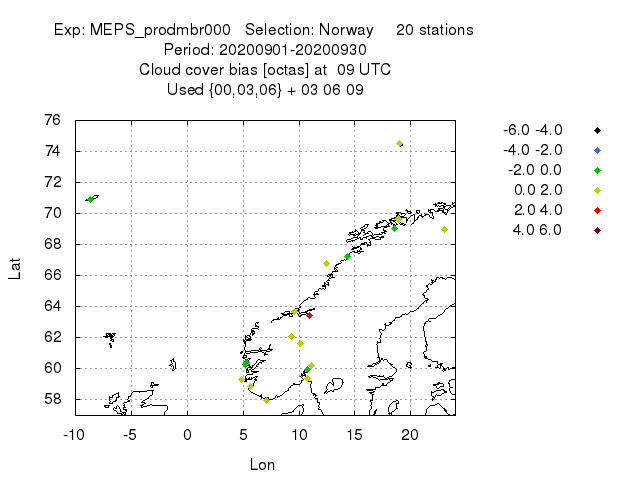 Exp: MEPS_prodmbr000 Selection: Norway 20 stations
Period: 20200901-20200930
Cloud cover bias [octas] at 09 UTC
Used {00,03,06} + 03 06 09
76
74
72
70
68
66
64
62
60
58
-10 -5 0 5 10 15 20
Lat
Lon
-6.0 -4.0
-4.0 -2.0
-2.0 0.0
0.0 2.0
2.0 4.0
4.0 6.0